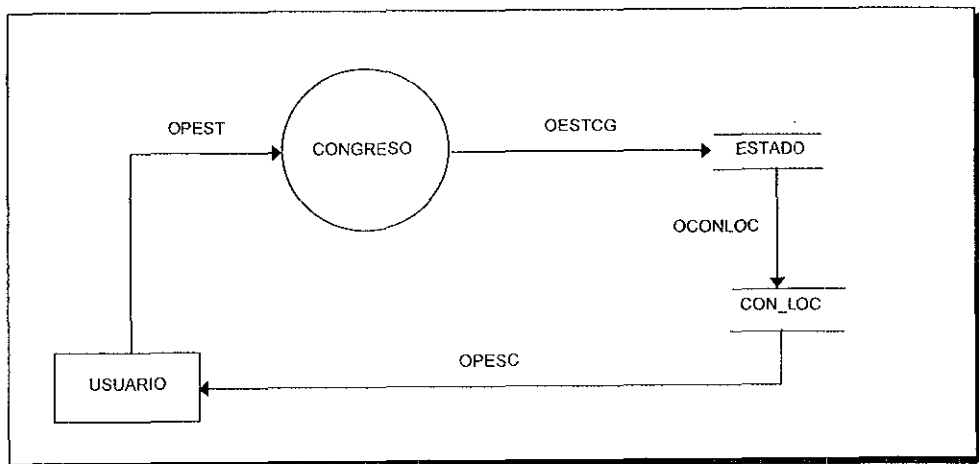 OPEST
CONGRESO
OESTCG
ESTADO
OCONLOC
CON_LOC
OPESC
USUARIO